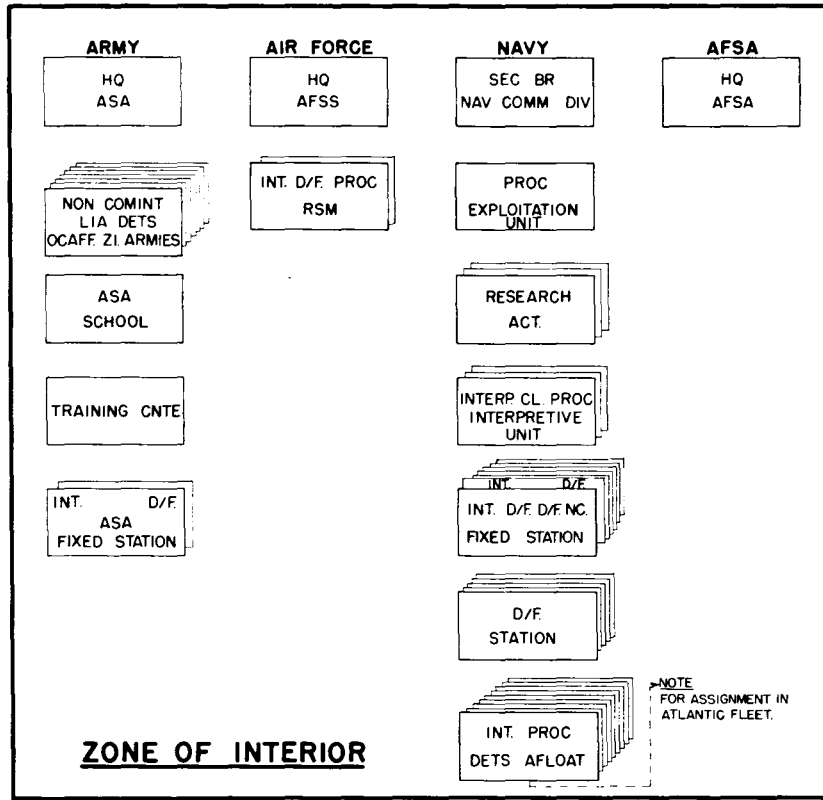 ARMY
HQ
ASA
NON COMINT
LIA DETS
OCAFF. ZI. ARMIES
ASA
SCHOOL
TRAINING CNTE
INT. D/F.
ASA
FIXED STATION
AIR FORCE
HQ
AFSS
INT. D/F. PROC
RSM
NAVY
SEC BR
NAV COMM DIV
PROC
EXPLOITATION
UNIT
RESEARCH
ACT.
INTERP. CL. PROC
INTERPRETIVE
UNIT
INT. D/F.
INT. D/F. D/F. NC.
FIXED STATION
D/F.
STATION
INT. PROC
DETS AFLOAT
AFSA
HQ
AFSA
NOTE
FOR ASSIGNMENT IN
ATLANTIC FLEET.
ZONE OF INTERIOR